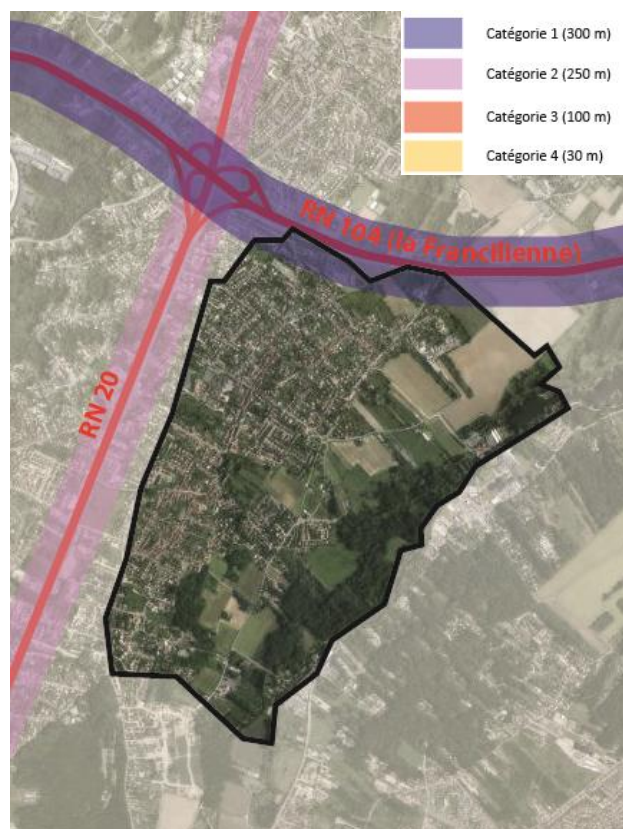 Catégorie 1 (300 m)
Catégorie 2 (250 m)
Catégorie 3 (100 m)
Catégorie 4 (30 m)
RN 104 (la Francilienne)
RN 20